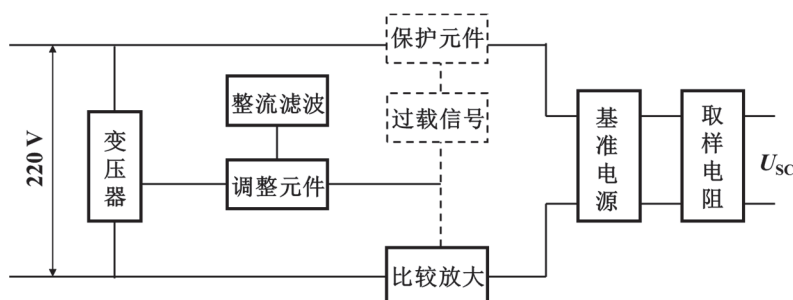 保护元件
整流滤波
过载信号
220 V
变压器
调整元件
基准电源
取样电阻
U_SC
比较放大